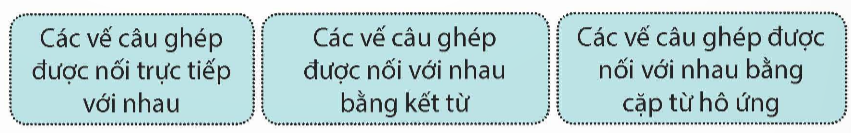 Các vế câu ghép
được nối trực tiếp
với nhau
Các vế câu ghép
được nối với nhau
bằng kết từ
Các vế câu ghép được
nối với nhau bằng
cặp từ hô ứng